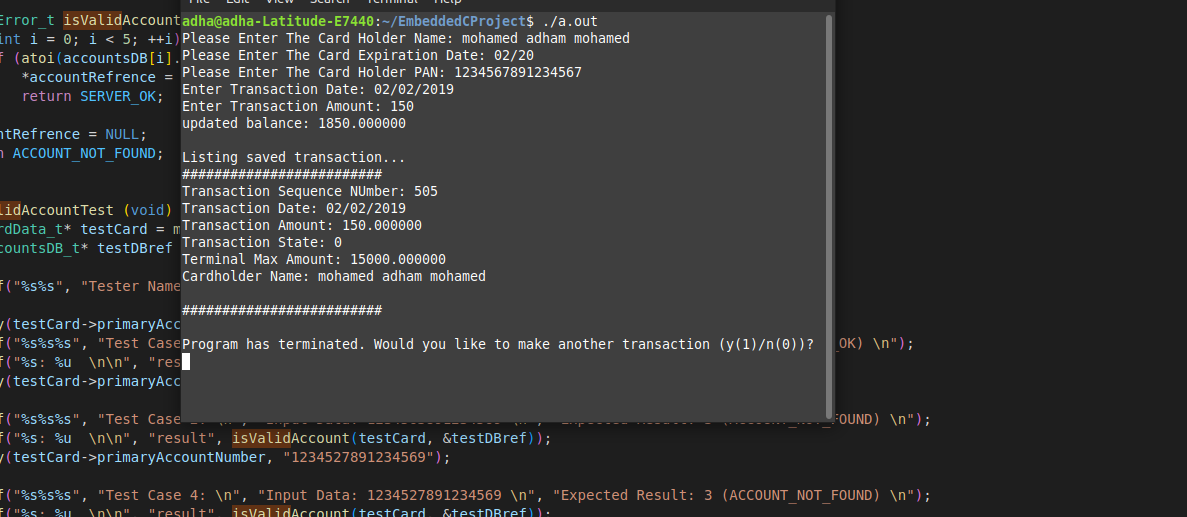 File Edit View Search Terminal Help
Error_t isValidAccount
int i = 0; i < 5; ++i)
f (atoi(accountsDB[i].
*accountRefrence =
return SERVER_OK;
ntRefrence = NULL;
n ACCOUNT_NOT_FOUND;
lidAccountTest (void)
rdData_t* testCard = m
countsDB_t* testDBref
f("%s%s", "Tester Name
y(testCard->primaryAcc
f("%s%s%s", "Test Case
_OK) \n");
f("%s: %u \n\n", "res
y(testCard->primaryAcc
f("%s%s%s", "Test Case
FOUND) \n");
f("%s: %u \n\n", "result", isValidAccount(testCard, &testDBref));
y(testCard->primaryAccountNumber, "1234527891234569");
f("%s%s%s", "Test Case 4: \n", "Input Data: 1234527891234569 \n", "Expected Result: 3 (ACCOUNT_NOT_FOUND) \n");
f("%s: %u \n\n", "result", isValidAccount(testCard, &testDBref));
adha@adha-Latitude-E7440:~/EmbeddedCProject$ ./a.out
Please Enter The Card Holder Name: mohamed adham mohamed
Please Enter The Card Expiration Date: 02/20
Please Enter The Card Holder PAN: 1234567891234567
Enter Transaction Date: 02/02/2019
Enter Transaction Amount: 150
updated balance: 1850.000000
Listing saved transaction...
#########################
Transaction Sequence NUmber: 505
Transaction Date: 02/02/2019
Transaction Amount: 150.000000
Transaction State: 0
Terminal Max Amount: 15000.000000
Cardholder Name: mohamed adham mohamed
#########################
Program has terminated. Would you like to make another transaction (y(1)/n(0))?